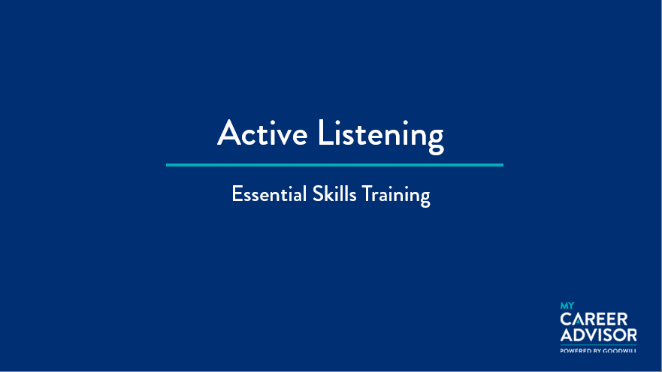 Active Listening
Essential Skills Training
MY
CAREER
ADVISOR
POWERED BY GOODWILL